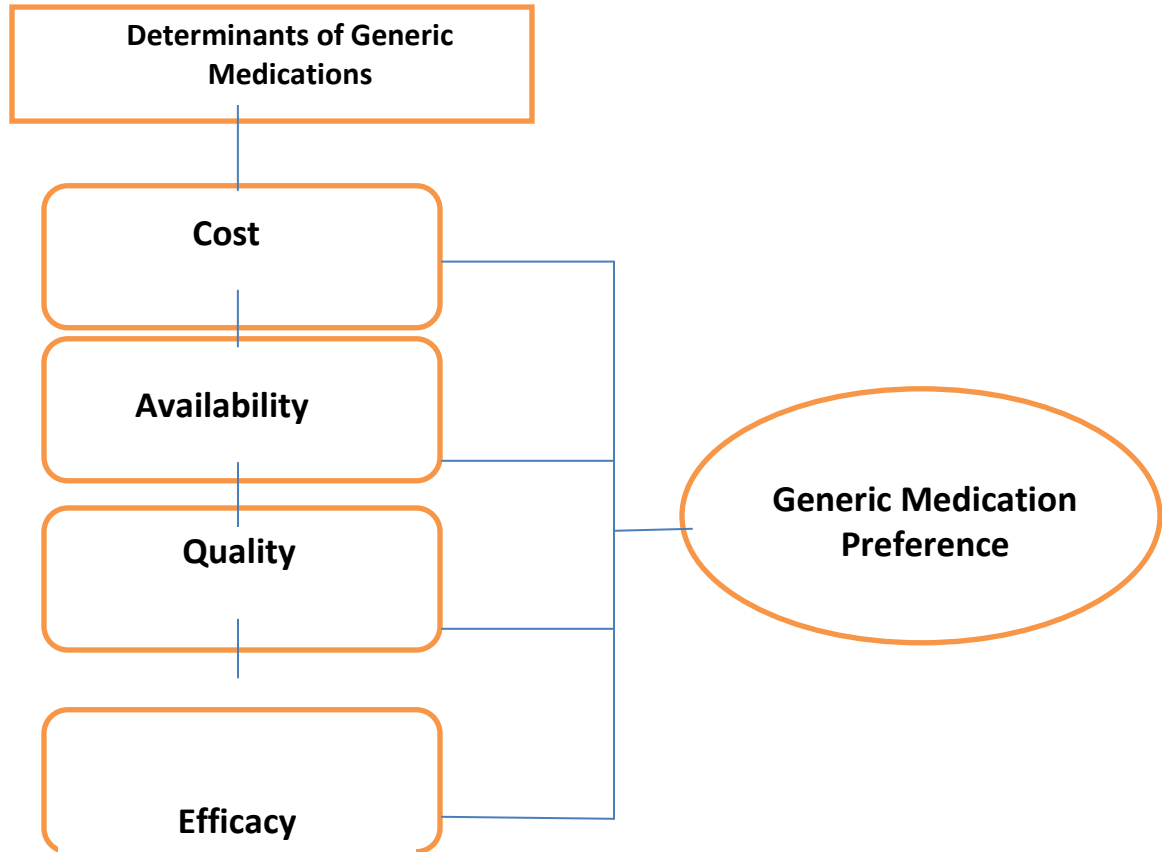 Determinants of Generic
Medications
Cost
Availability
Quality
Efficacy
Generic Medication
Preference